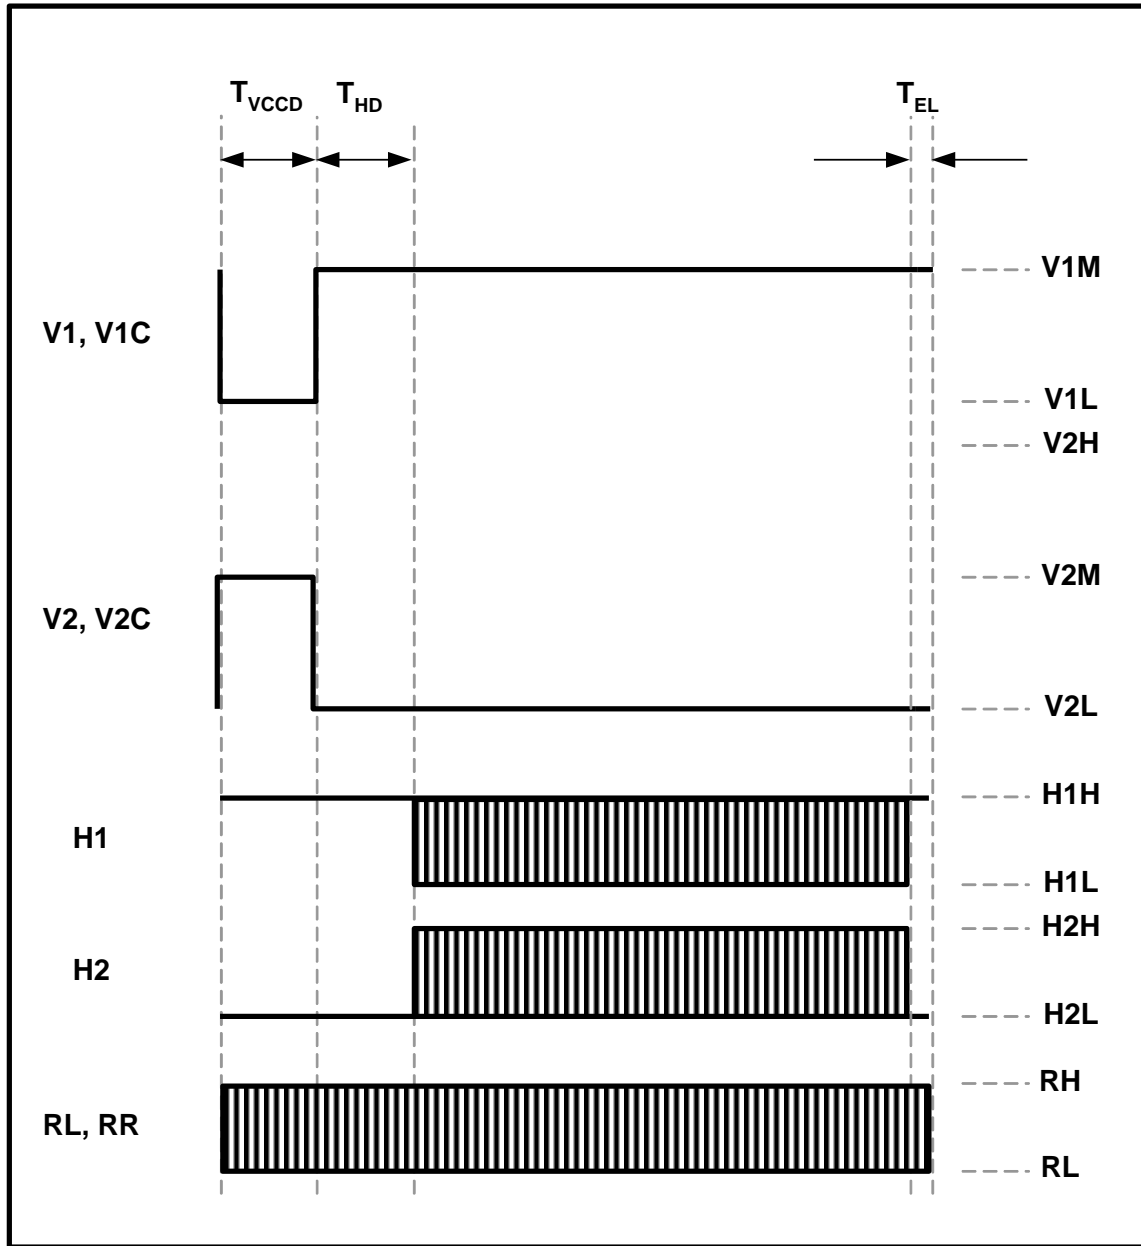 TVCCD THD TEL
V1M
V1, V1C
V1L
V2H
V2M
V2, V2C
V2L
H1H
H1
H1L
H2H
H2
H2L
RH
RL, RR
RL